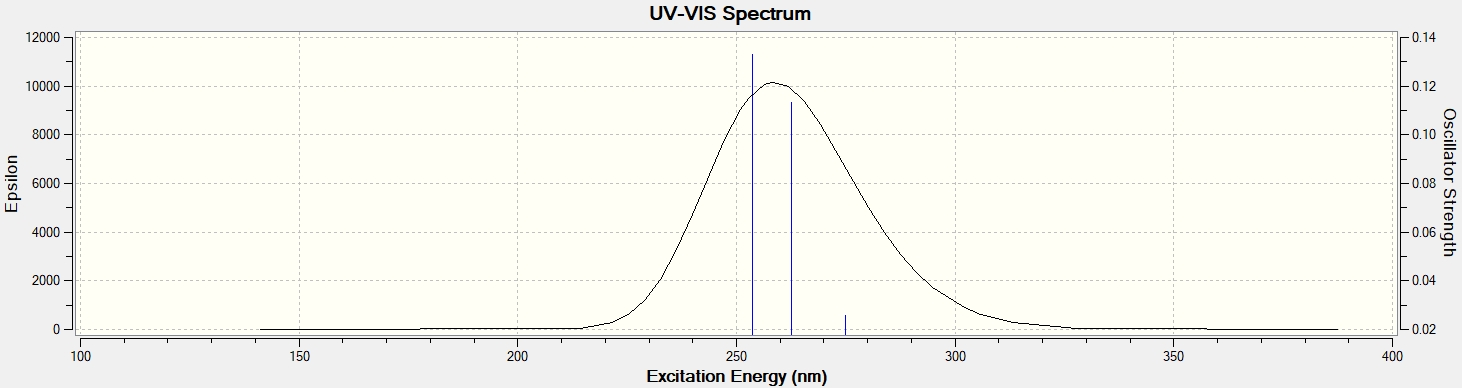 UV-VIS Spectrum
12000
10000
8000
6000
4000
2000
0
Epsilon
0.14
0.12
0.10
0.08
0.06
0.04
0.02
Oscillator Strength
100 150 200 250 300 350 400
Excitation Energy (nm)